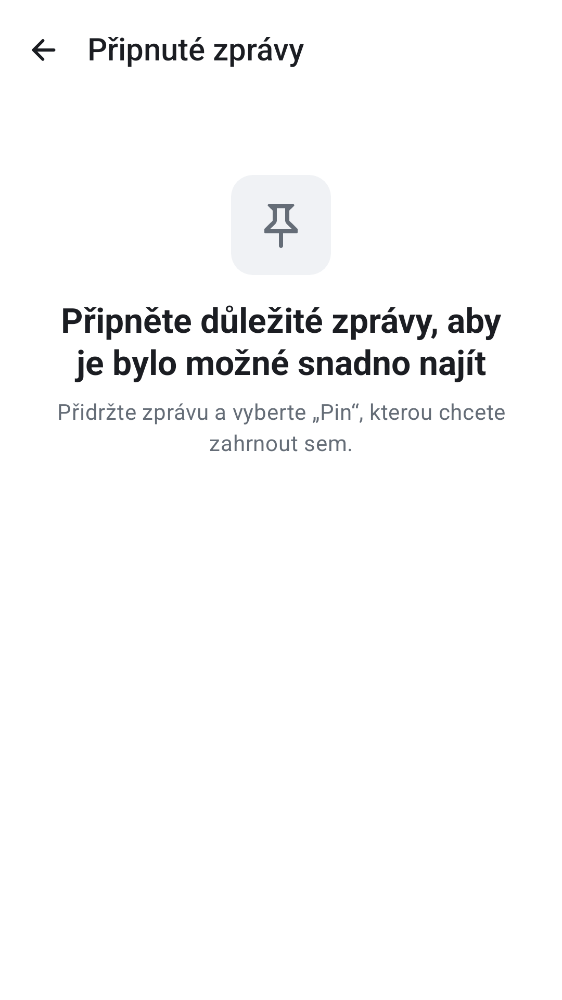 Připnuté zprávy
Připněte důležité zprávy, aby
je bylo možné snadno najít
Přidržte zprávu a vyberte „Pin“, kterou chcete
zahrnout sem.